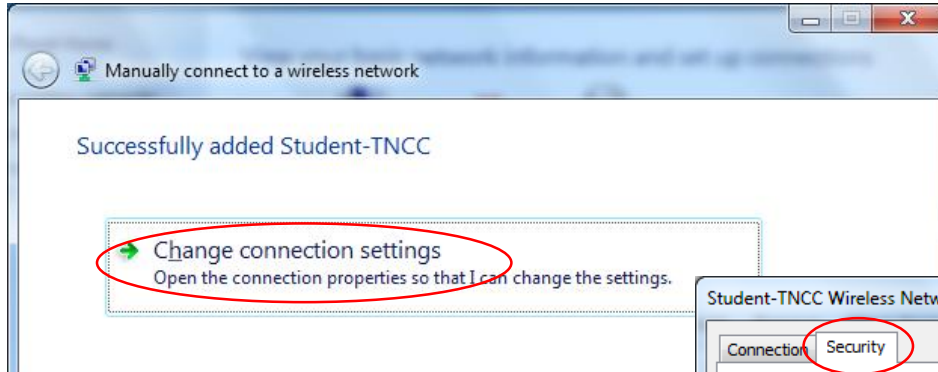 Manually connect to a wireless network
Successfully added Student-TNCC
Change connection settings
Open the connection properties so that I can change the settings.
Student-TNCC Wireless Netw
Connection Security